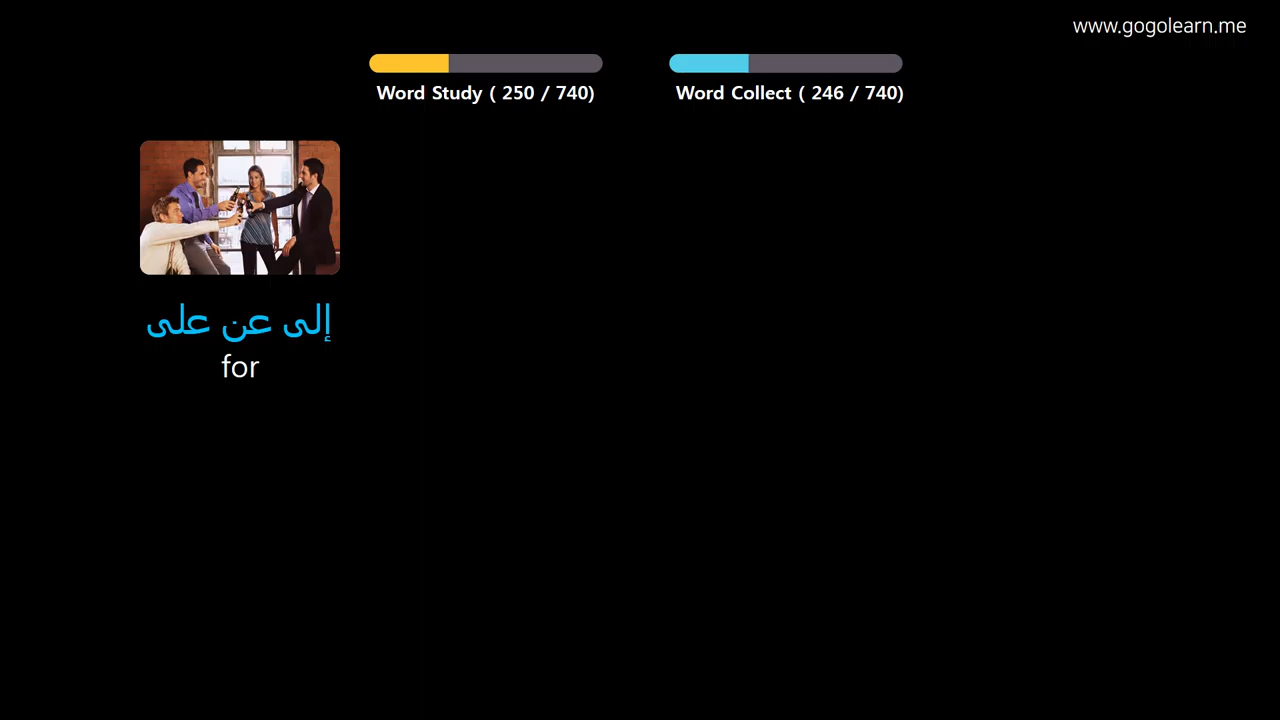 www.gogolearn.me
Word Study ( 250 / 740)
Word Collect ( 246 / 740)
إلى عن على
for